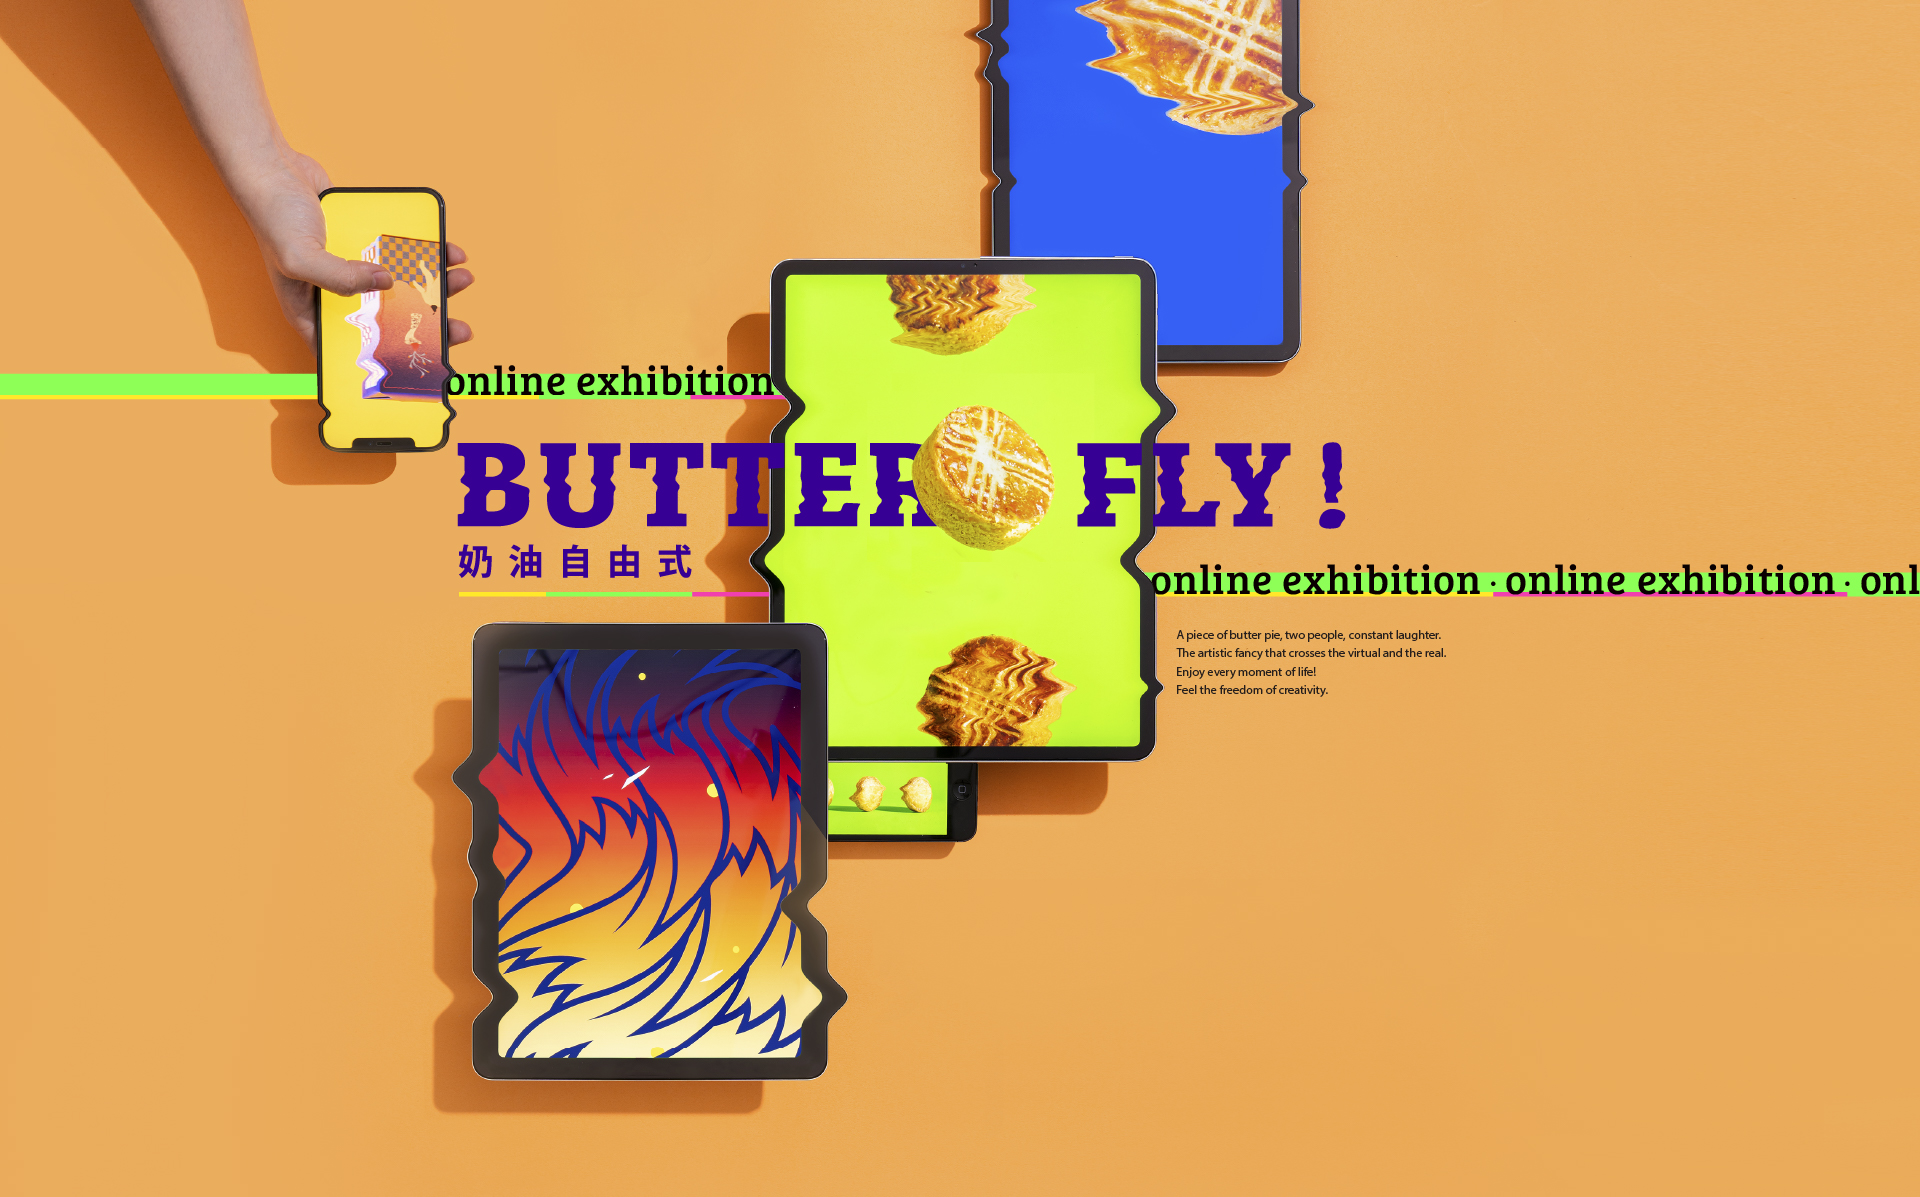 online exhibition
BUTTER FLY!
奶油自由式
online exhibition · online exhibition · onl
A piece of butter pie, two people, constant laughter.
The artistic fancy that crosses the virtual and the real.
Enjoy every moment of life!
Feel the freedom of creativity.